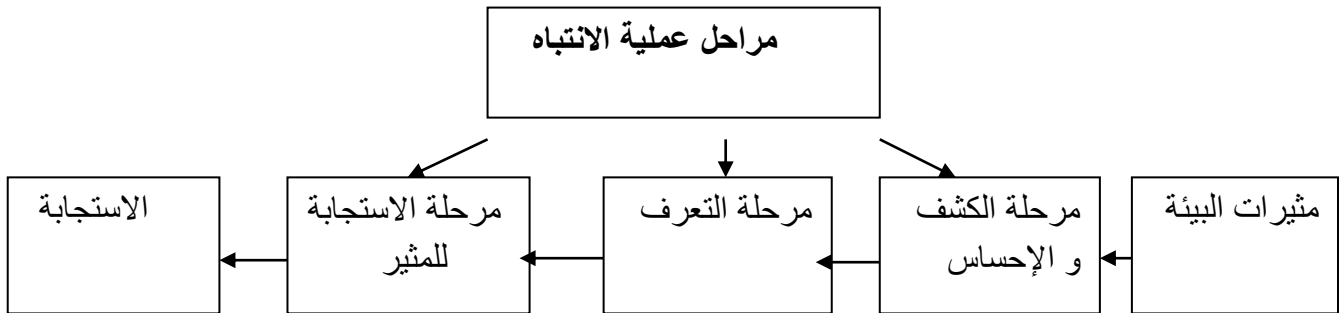 مراحل عملية الانتباه
مثيرات البيئة
مرحلة الكشف
و الإحساس
مرحلة التعرف
مرحلة الاستجابة
للمثير
الاستجابة